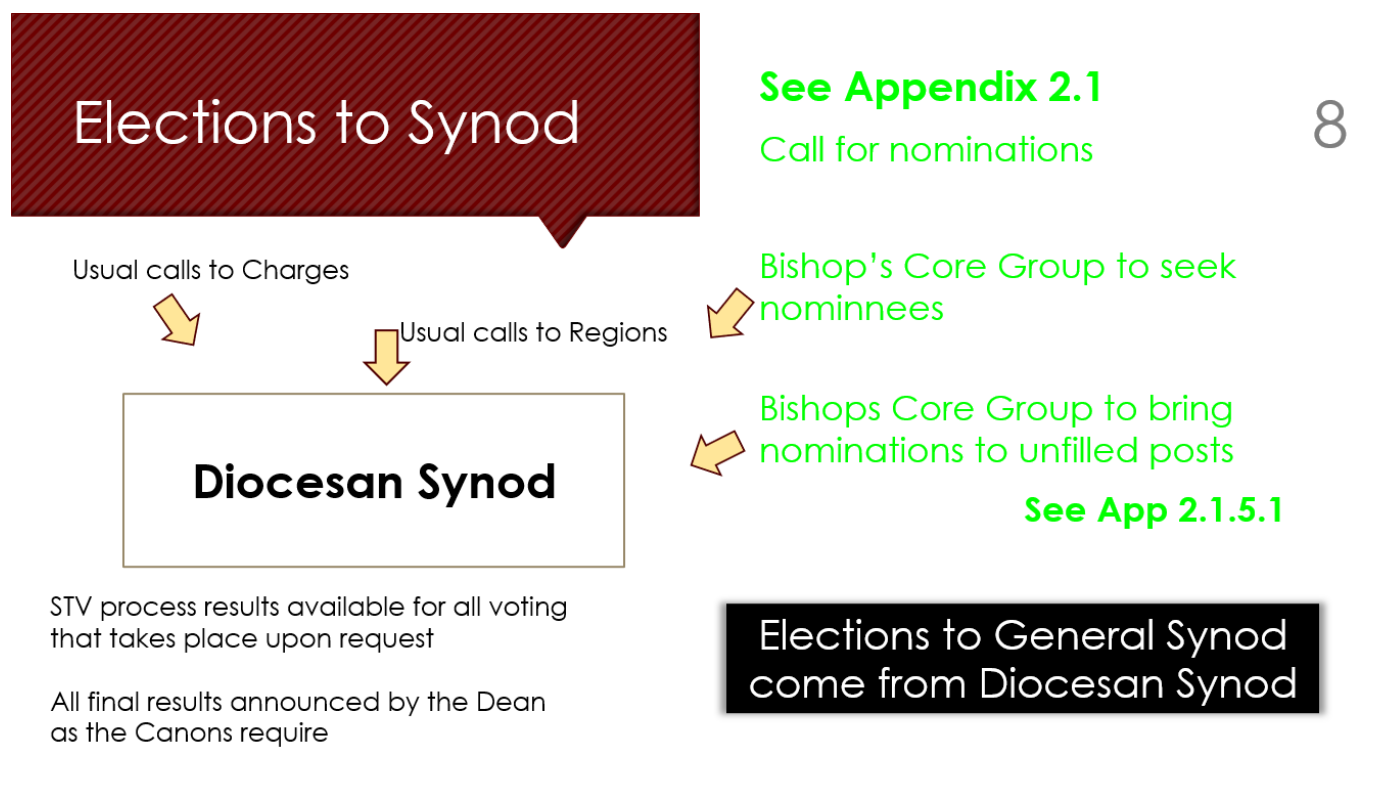 Elections to Synod
See Appendix 2.1
Call for nominations
8
Usual calls to Charges
Usual calls to Regions
Bishop's Core Group to seek
nominnees
Bishops Core Group to bring
nominations to unfilled posts
See App 2.1.5.1
Diocesan Synod
STV process results available for all voting
that takes place upon request
All final results announced by the Dean
as the Canons require
Elections to General Synod
come from Diocesan Synod